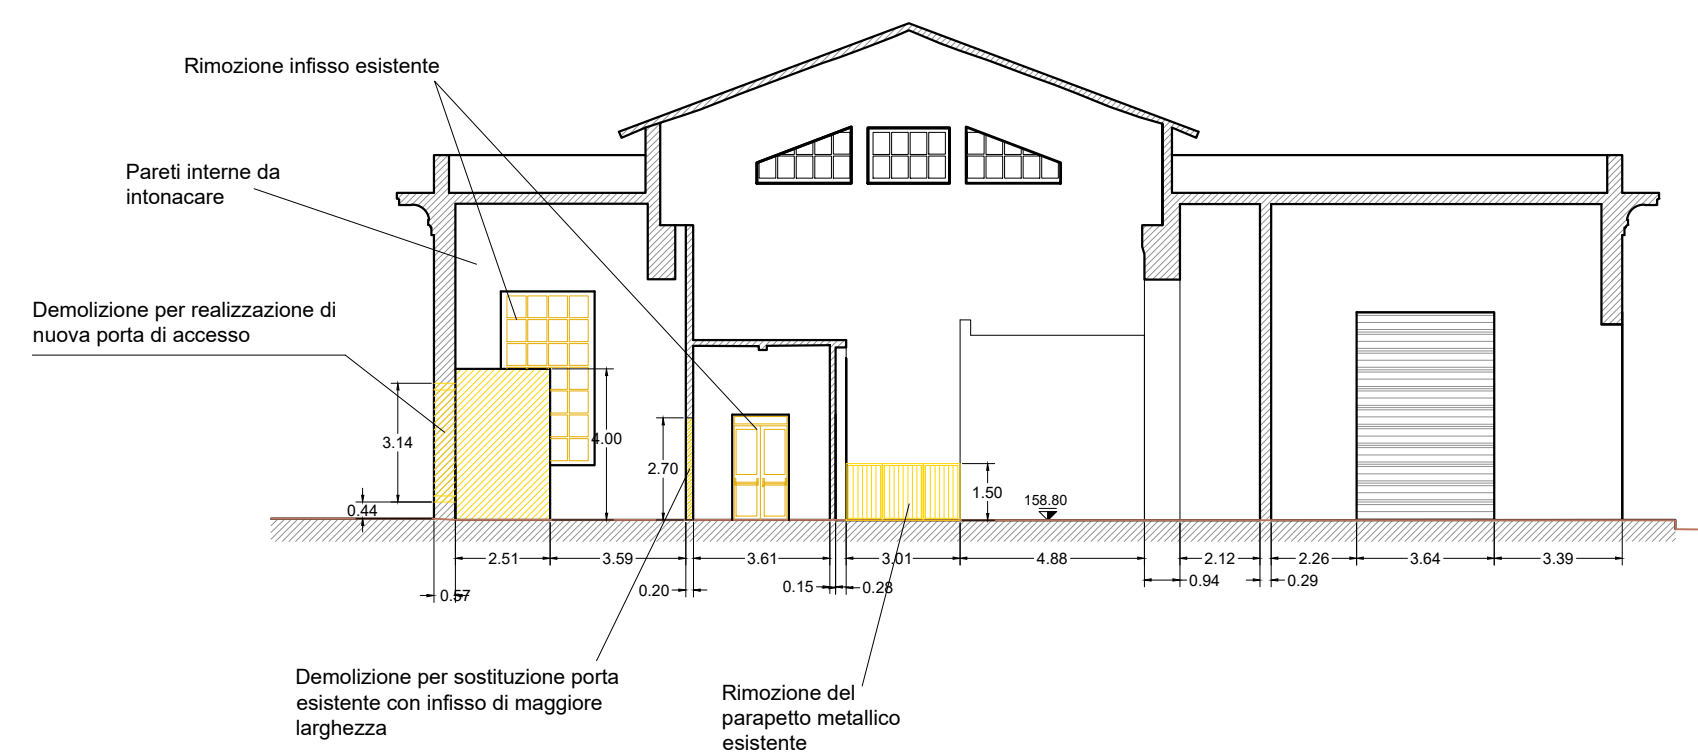 Rimozione infisso esistente
Pareti interne da
intonacare
Demolizione per realizzazione di
nuova porta di accesso
3.14
0.44
4.00
2.70
1.50
158.80
2.51
3.59
3.61
3.01
4.88
2.12
2.26
3.64
3.39
0.57
0.20
0.15
0.28
0.94
0.29
Demolizione per sostituzione porta
esistente con infisso di maggiore
larghezza
Rimozione del
parapetto metallico
esistente